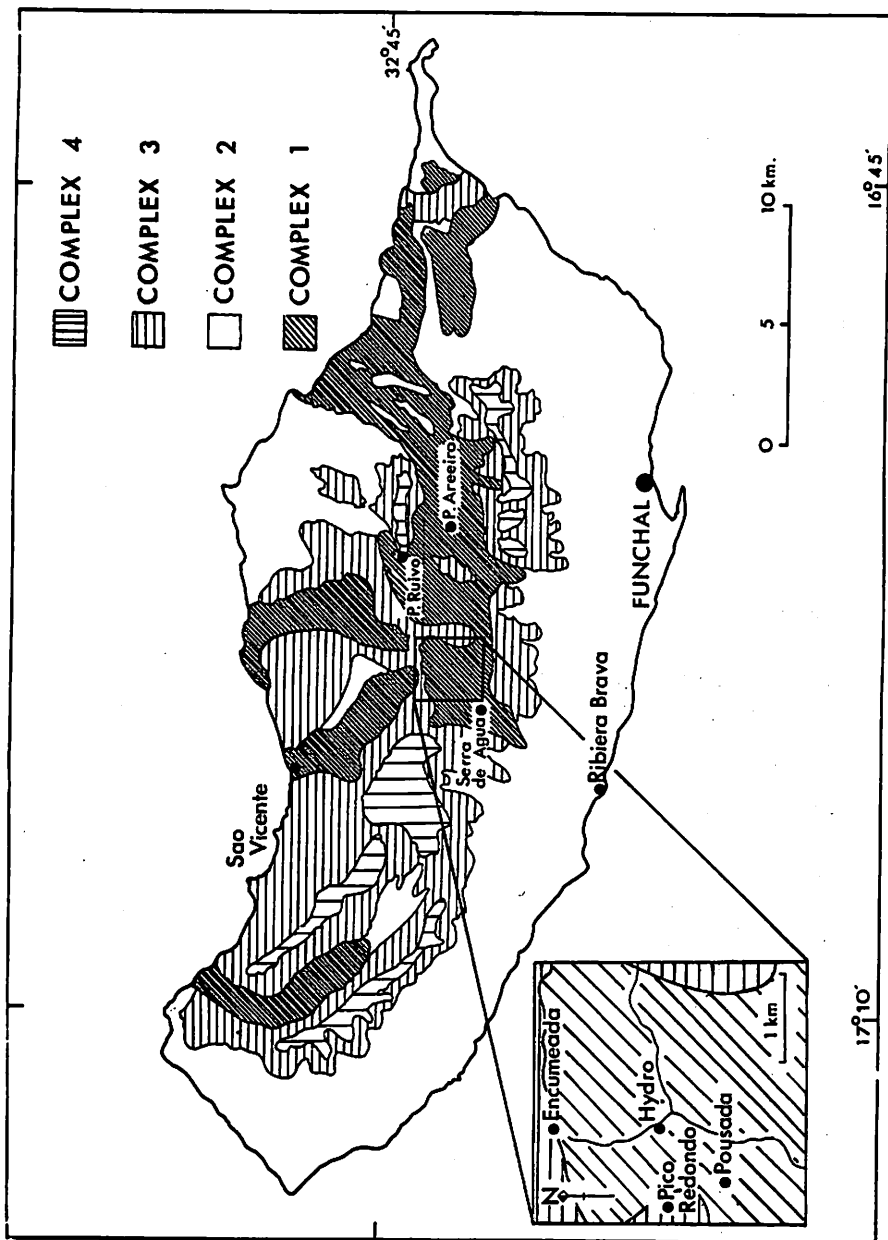 COMPLEX 4
COMPLEX 3
COMPLEX 2
COMPLEX 1
32°45'
Sao
Vicente
P. Ruivo
P. Areeiro
Serra
de Agua
Ribiera Brava
FUNCHAL
0 5 10 km.
17°10'
16°45'
N
Encumeada
Hydro
Pico
Redondo
Pousada
1 km